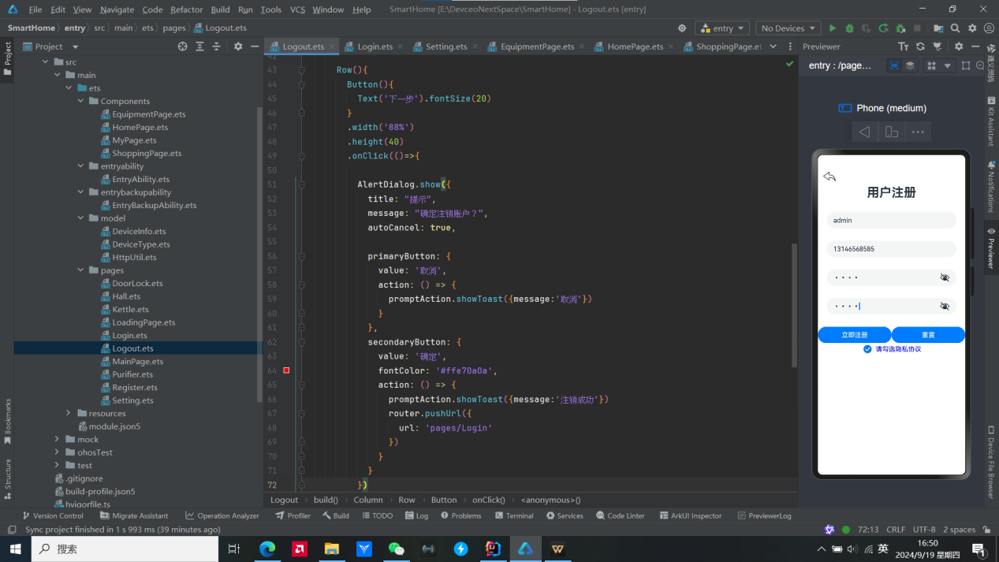 File Edit View Navigate Code Refactor Build Run Tools VCS Window Help SmartHome [E:\DevceoNextSpace\SmartHome] - Logout.ets [entry]
SmartHome entry src main ets pages Logout.ets
entry No Devices
Project
Logout.ets Login.ets Setting.ets EquipmentPage.ets HomePage.ets ShoppingPage.et
Previewer
Project
src
main
ets
Components
EquipmentPage.ets
HomePage.ets
MyPage.ets
ShoppingPage.ets
entryability
EntryAbility.ets
entrybackupability
EntryBackupAbility.ets
model
DeviceInfo.ets
DeviceType.ets
HttpUtil.ets
pages
DoorLock.ets
Hall.ets
Kettle.ets
LoadingPage.ets
Login.ets
Logout.ets
MainPage.ets
Purifier.ets
Register.ets
Setting.ets
resources
module.json5
mock
ohosTest
test
.gitignore
build-profile.json5
hvigorfile.ts
Bookmarks
Structure
42
43 Row(){
44 Button(){
45 Text('下一步').fontSize(20)
46 }
47 .width('88%')
48 .height(40)
49 .onClick(()=>{
50
51 AlertDialog.show({
52 title: "提示",
53 message: "确定注销账户？",
54 autoCancel: true,
55
56 primaryButton: {
57 value: '取消',
58 action: () => {
59 promptAction.showToast({message:'取消'})
60 }
61 },
62 secondaryButton: {
63 value: '确定',
64 fontColor: '#ffe70a0a',
65 action: () => {
66 promptAction.showToast({message:'注销成功'})
67 router.pushUrl({
68 url: 'pages/Login'
69 })
70 }
71 }
72 })
Logout build() Column Row Button onClick() <anonymous>()
entry : /page...
Phone (medium)
用户注册
admin
13146568585
立即注册 重置
请勾选隐私协议
通义灵码
Kit Assistant
Notifications
Previewer
Device File Browser
Version Control Migrate Assistant Operation Analyzer Profiler Build TODO Log Problems Terminal Services Code Linter ArkUI Inspector PreviewerLog
Sync project finished in 1 s 993 ms (39 minutes ago)
72:13 CRLF UTF-8 2 spaces
搜索
英
16:50
2024/9/19 星期四
1